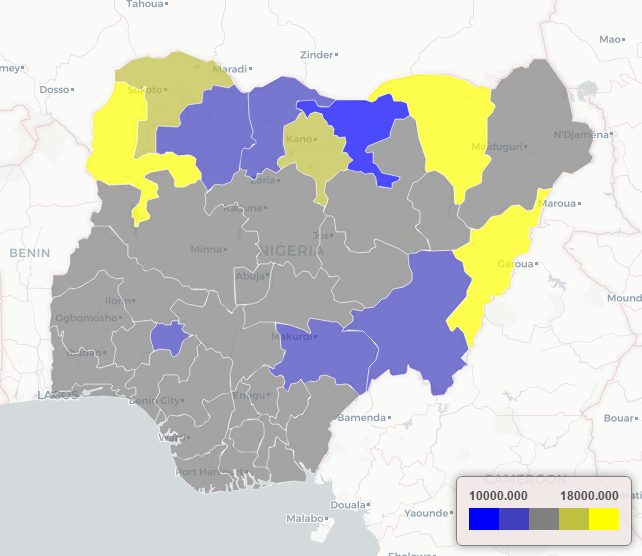 Tahoua
Zinder
Mao
Maradi
mey
Dosso
Sokoto
N'Djamena
Kano
Maiduguri
Zaria
Kaduna
Maroua
Jos
BENIN
Minna
NIGERIA
Garoua
Abuja
Ilorin
Mound
Ogbomosho
Makurdi
Ibadan
LAGOS
Benin City
Enugu
Bamenda
Bouar
Warri
Port Harcourt
CAMEROON
Douala
Yaounde
Malabo
10000.000 18000.000